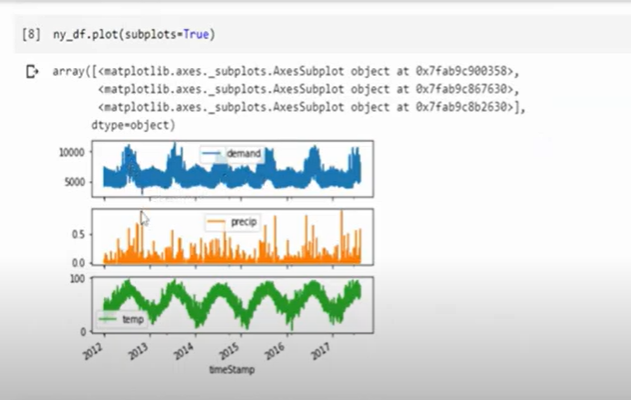 [8] ny_df.plot(subplots=True)
array([<matplotlib.axes._subplots.AxesSubplot object at 0x7fab9c900358>,
<matplotlib.axes._subplots.AxesSubplot object at 0x7fab9c867630>,
<matplotlib.axes._subplots.AxesSubplot object at 0x7fab9c8b2630>],
dtype=object)
10000
5000
demand
0.5
0.0
precip
100
0
temp
2012 2013 2014 2015 2016 2017
timeStamp